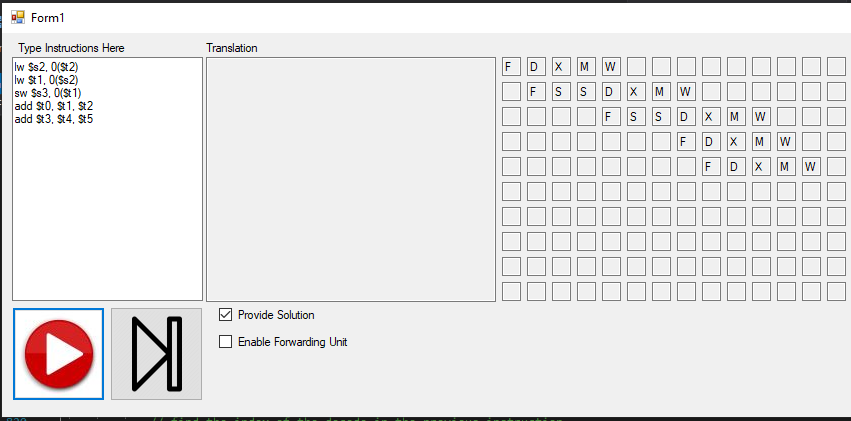 Form1
Type Instructions Here
Translation
lw $s2, 0($t2)
lw $t1, 0($s2)
sw $s3, 0($t1)
add $t0, $t1, $t2
add $t3, $t4, $t5
F D X M W
F S S D X M W
F S S D X M W
F D X M W
F D X M W
Provide Solution
Enable Forwarding Unit